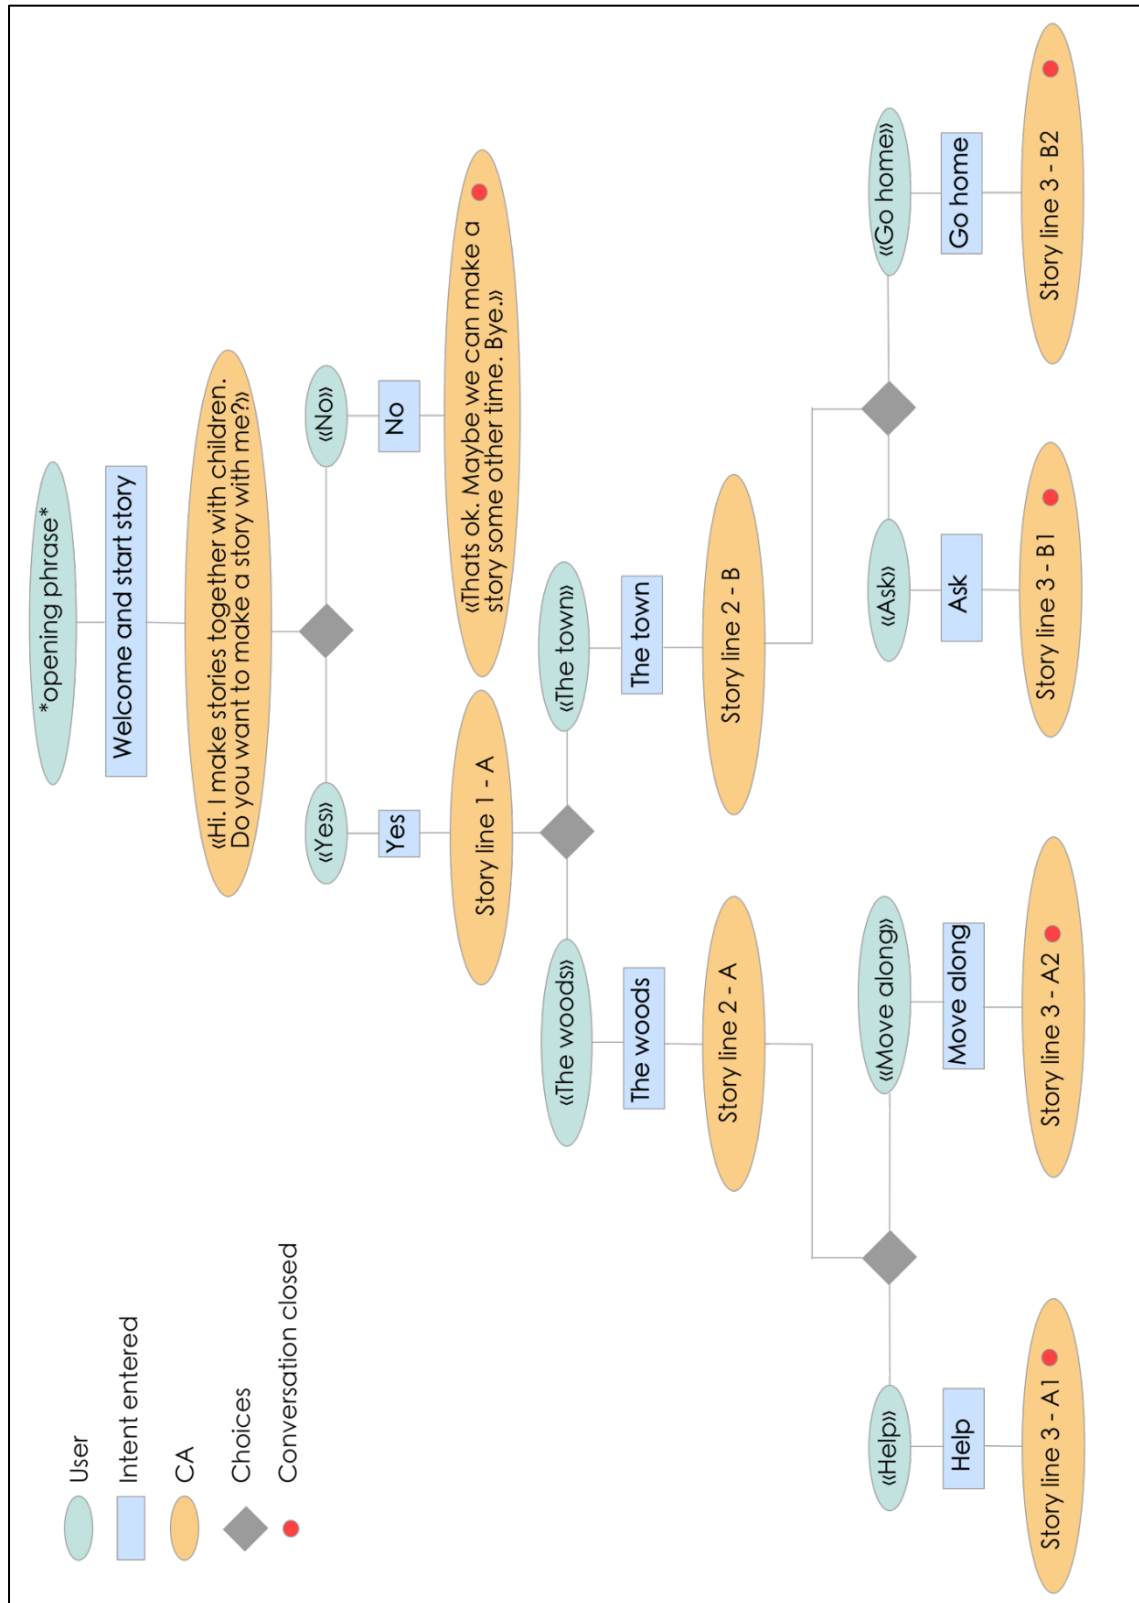 User
Intent entered
CA
Choices
Conversation closed
*opening phrase*
Welcome and start story
«Hi. I make stories together with children.
Do you want to make a story with me?»
«Yes»
«No»
Yes
No
Story line 1 - A
«Thats ok. Maybe we can make a
story some other time. Bye.»
«The woods»
«The town»
The woods
The town
Story line 2 - A
Story line 2 - B
«Help»
«Move along»
«Ask»
«Go home»
Help
Move along
Ask
Go home
Story line 3 - A1
Story line 3 - A2
Story line 3 - B1
Story line 3 - B2